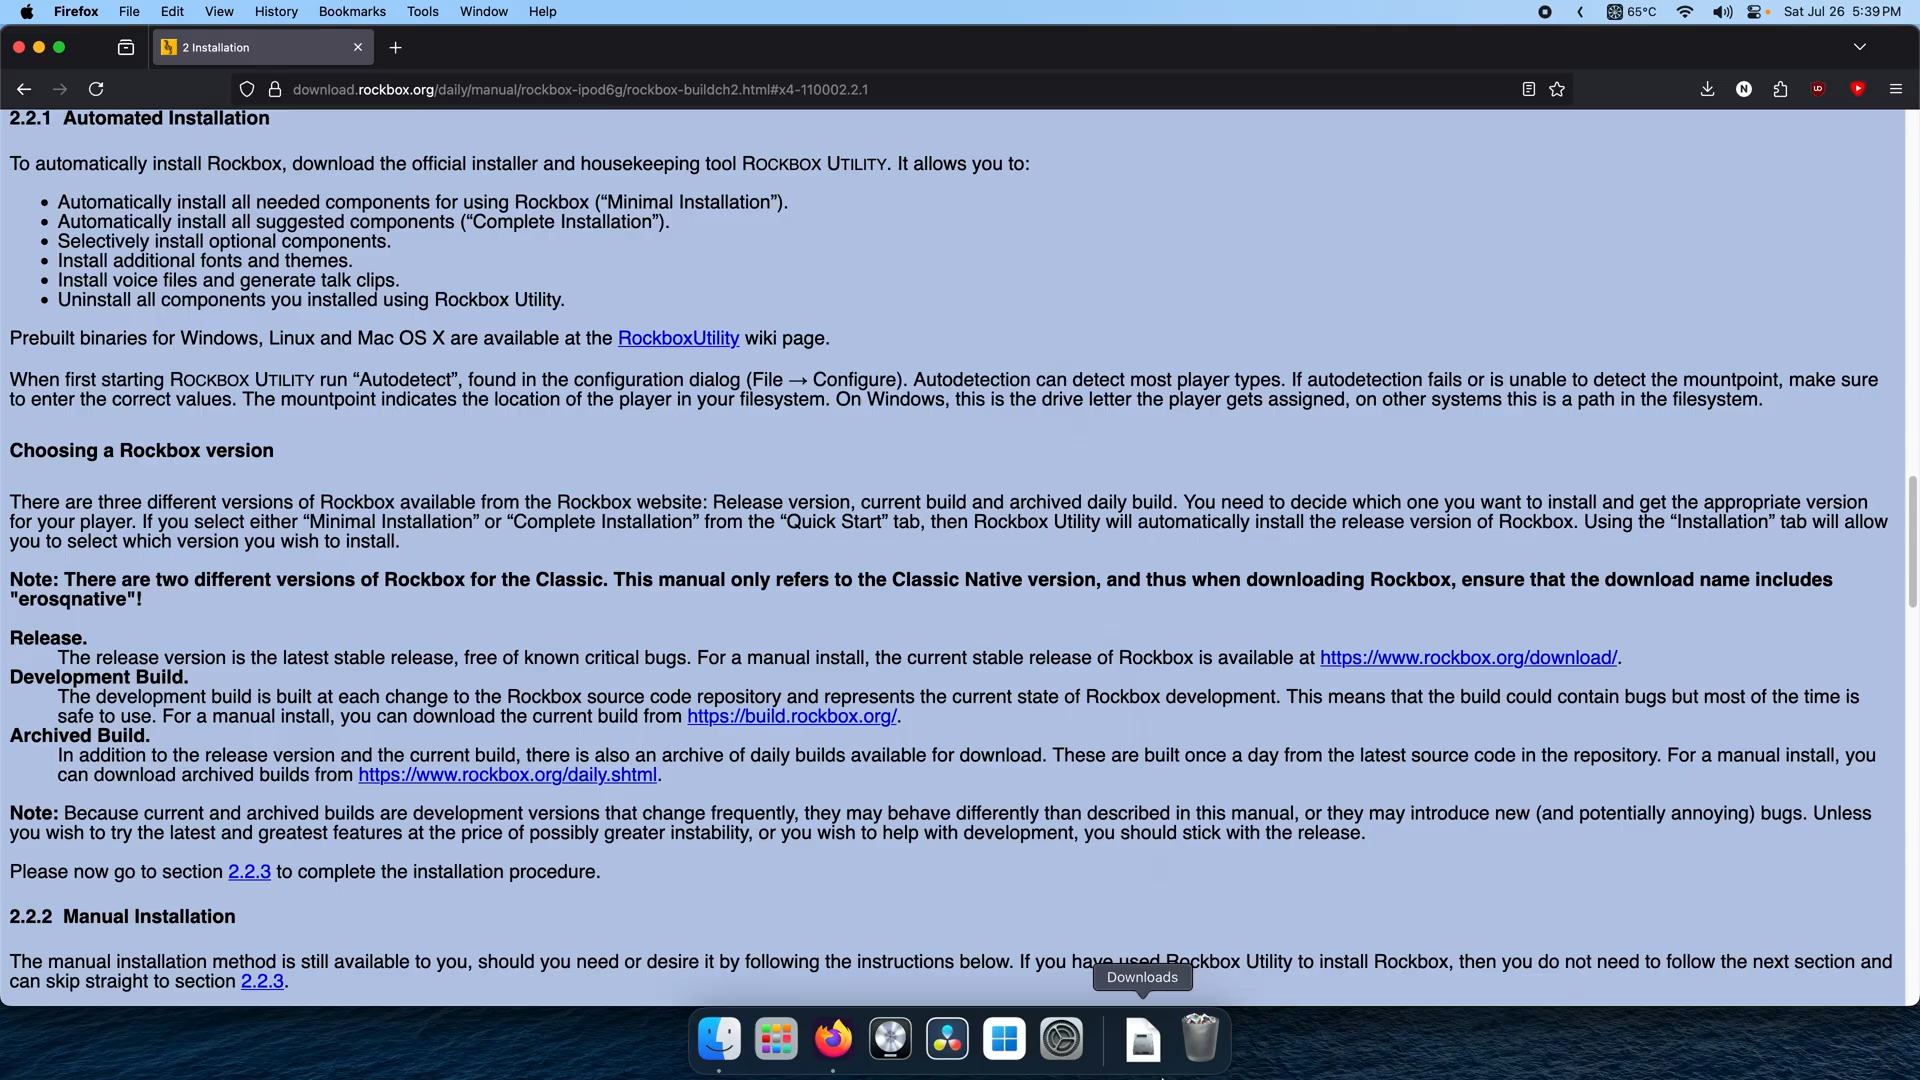 Firefox File Edit View History Bookmarks Tools Window Help 65°C Sat Jul 26 5:39 PM
2 Installation
download.rockbox.org/daily/manual/rockbox-ipod6g/rockbox-buildch2.html#x4-110002.2.1
2.2.1 Automated Installation
To automatically install Rockbox, download the official installer and housekeeping tool ROCKBOX UTILITY. It allows you to:
• Automatically install all needed components for using Rockbox (“Minimal Installation”).
• Automatically install all suggested components (“Complete Installation”).
• Selectively install optional components.
• Install additional fonts and themes.
• Install voice files and generate talk clips.
• Uninstall all components you installed using Rockbox Utility.
Prebuilt binaries for Windows, Linux and Mac OS X are available at the RockboxUtility wiki page.
When first starting ROCKBOX UTILITY run “Autodetect”, found in the configuration dialog (File → Configure). Autodetection can detect most player types. If autodetection fails or is unable to detect the mountpoint, make sure
to enter the correct values. The mountpoint indicates the location of the player in your filesystem. On Windows, this is the drive letter the player gets assigned, on other systems this is a path in the filesystem.
Choosing a Rockbox version
There are three different versions of Rockbox available from the Rockbox website: Release version, current build and archived daily build. You need to decide which one you want to install and get the appropriate version
for your player. If you select either “Minimal Installation” or “Complete Installation” from the “Quick Start” tab, then Rockbox Utility will automatically install the release version of Rockbox. Using the “Installation” tab will allow
you to select which version you wish to install.
Note: There are two different versions of Rockbox for the Classic. This manual only refers to the Classic Native version, and thus when downloading Rockbox, ensure that the download name includes
"erosqnative"!
Release.
The release version is the latest stable release, free of known critical bugs. For a manual install, the current stable release of Rockbox is available at https://www.rockbox.org/download/.
Development Build.
The development build is built at each change to the Rockbox source code repository and represents the current state of Rockbox development. This means that the build could contain bugs but most of the time is
safe to use. For a manual install, you can download the current build from https://build.rockbox.org/.
Archived Build.
In addition to the release version and the current build, there is also an archive of daily builds available for download. These are built once a day from the latest source code in the repository. For a manual install, you
can download archived builds from https://www.rockbox.org/daily.shtml.
Note: Because current and archived builds are development versions that change frequently, they may behave differently than described in this manual, or they may introduce new (and potentially annoying) bugs. Unless
you wish to try the latest and greatest features at the price of possibly greater instability, or you wish to help with development, you should stick with the release.
Please now go to section 2.2.3 to complete the installation procedure.
2.2.2 Manual Installation
The manual installation method is still available to you, should you need or desire it by following the instructions below. If you have used Rockbox Utility to install Rockbox, then you do not need to follow the next section and
can skip straight to section 2.2.3.
Downloads